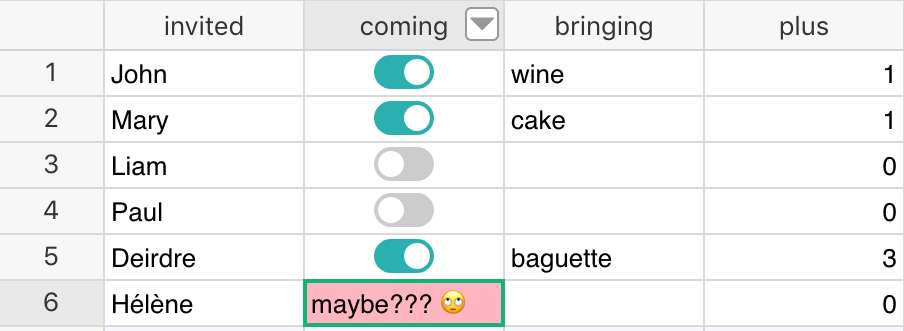 invited coming bringing plus
1 John wine 1
2 Mary cake 1
3 Liam 0
4 Paul 0
5 Deirdre baguette 3
6 Hélène maybe??? 🙄 0